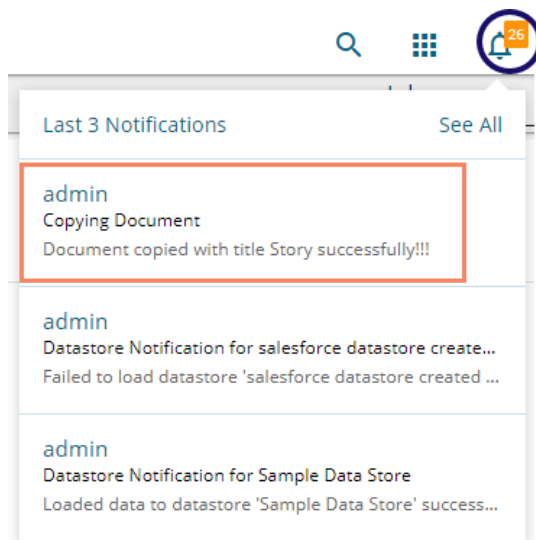 26
Last 3 Notifications See All
admin
Copying Document
Document copied with title Story successfully!!!
admin
Datastore Notification for salesforce datastore create...
Failed to load datastore 'salesforce datastore created ...
admin
Datastore Notification for Sample Data Store
Loaded data to datastore 'Sample Data Store' success...